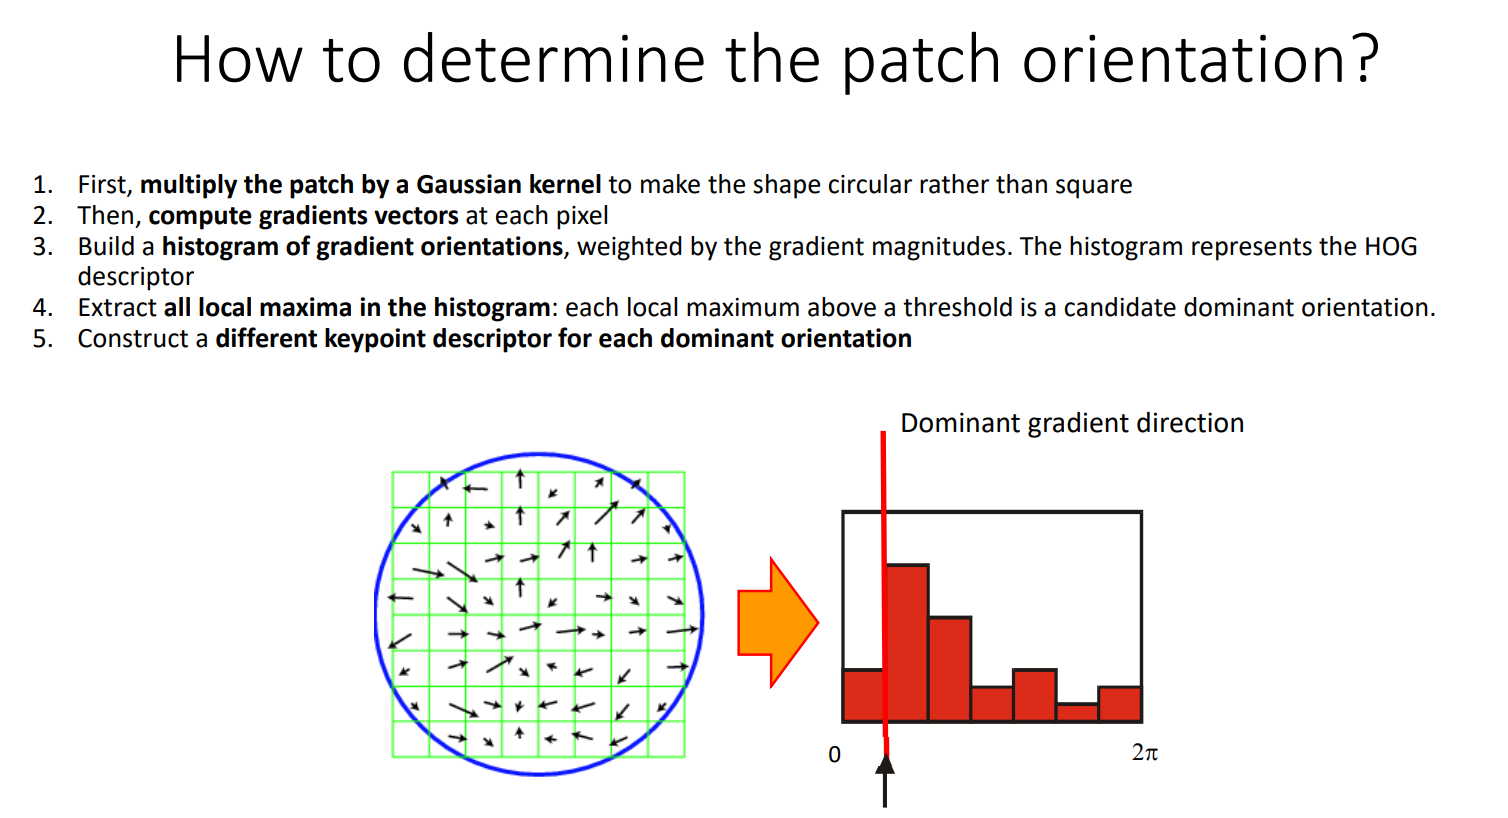 How to determine the patch orientation?
1. First, multiply the patch by a Gaussian kernel to make the shape circular rather than square
2. Then, compute gradients vectors at each pixel
3. Build a histogram of gradient orientations, weighted by the gradient magnitudes. The histogram represents the HOG
descriptor
4. Extract all local maxima in the histogram: each local maximum above a threshold is a candidate dominant orientation.
5. Construct a different keypoint descriptor for each dominant orientation
Dominant gradient direction
0
2π